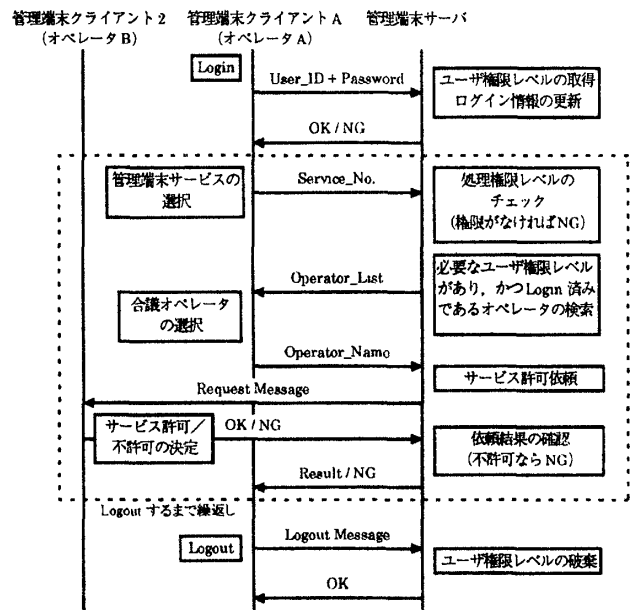 管理端末クライアント2
(オペレータB)
管理端末クライアントA
(オペレータA)
管理端末サーバ
Login
User_ID + Password
ユーザ権限レベルの取得
ログイン情報の更新
OK / NG
管理端末サービスの
選択
Service_No.
処理権限レベルの
チェック
(権限がなければNG)
Operator_List
必要なユーザ権限レベル
があり,かつ Login 済み
であるオペレータの検索
合議オペレータ
の選択
Operator_Name
サービス許可依頼
Request Message
サービス許可/
不許可の決定
OK / NG
依頼結果の確認
(不許可なら NG)
Result / NG
Logout するまで繰返し
Logout
Logout Message
ユーザ権限レベルの破棄
OK